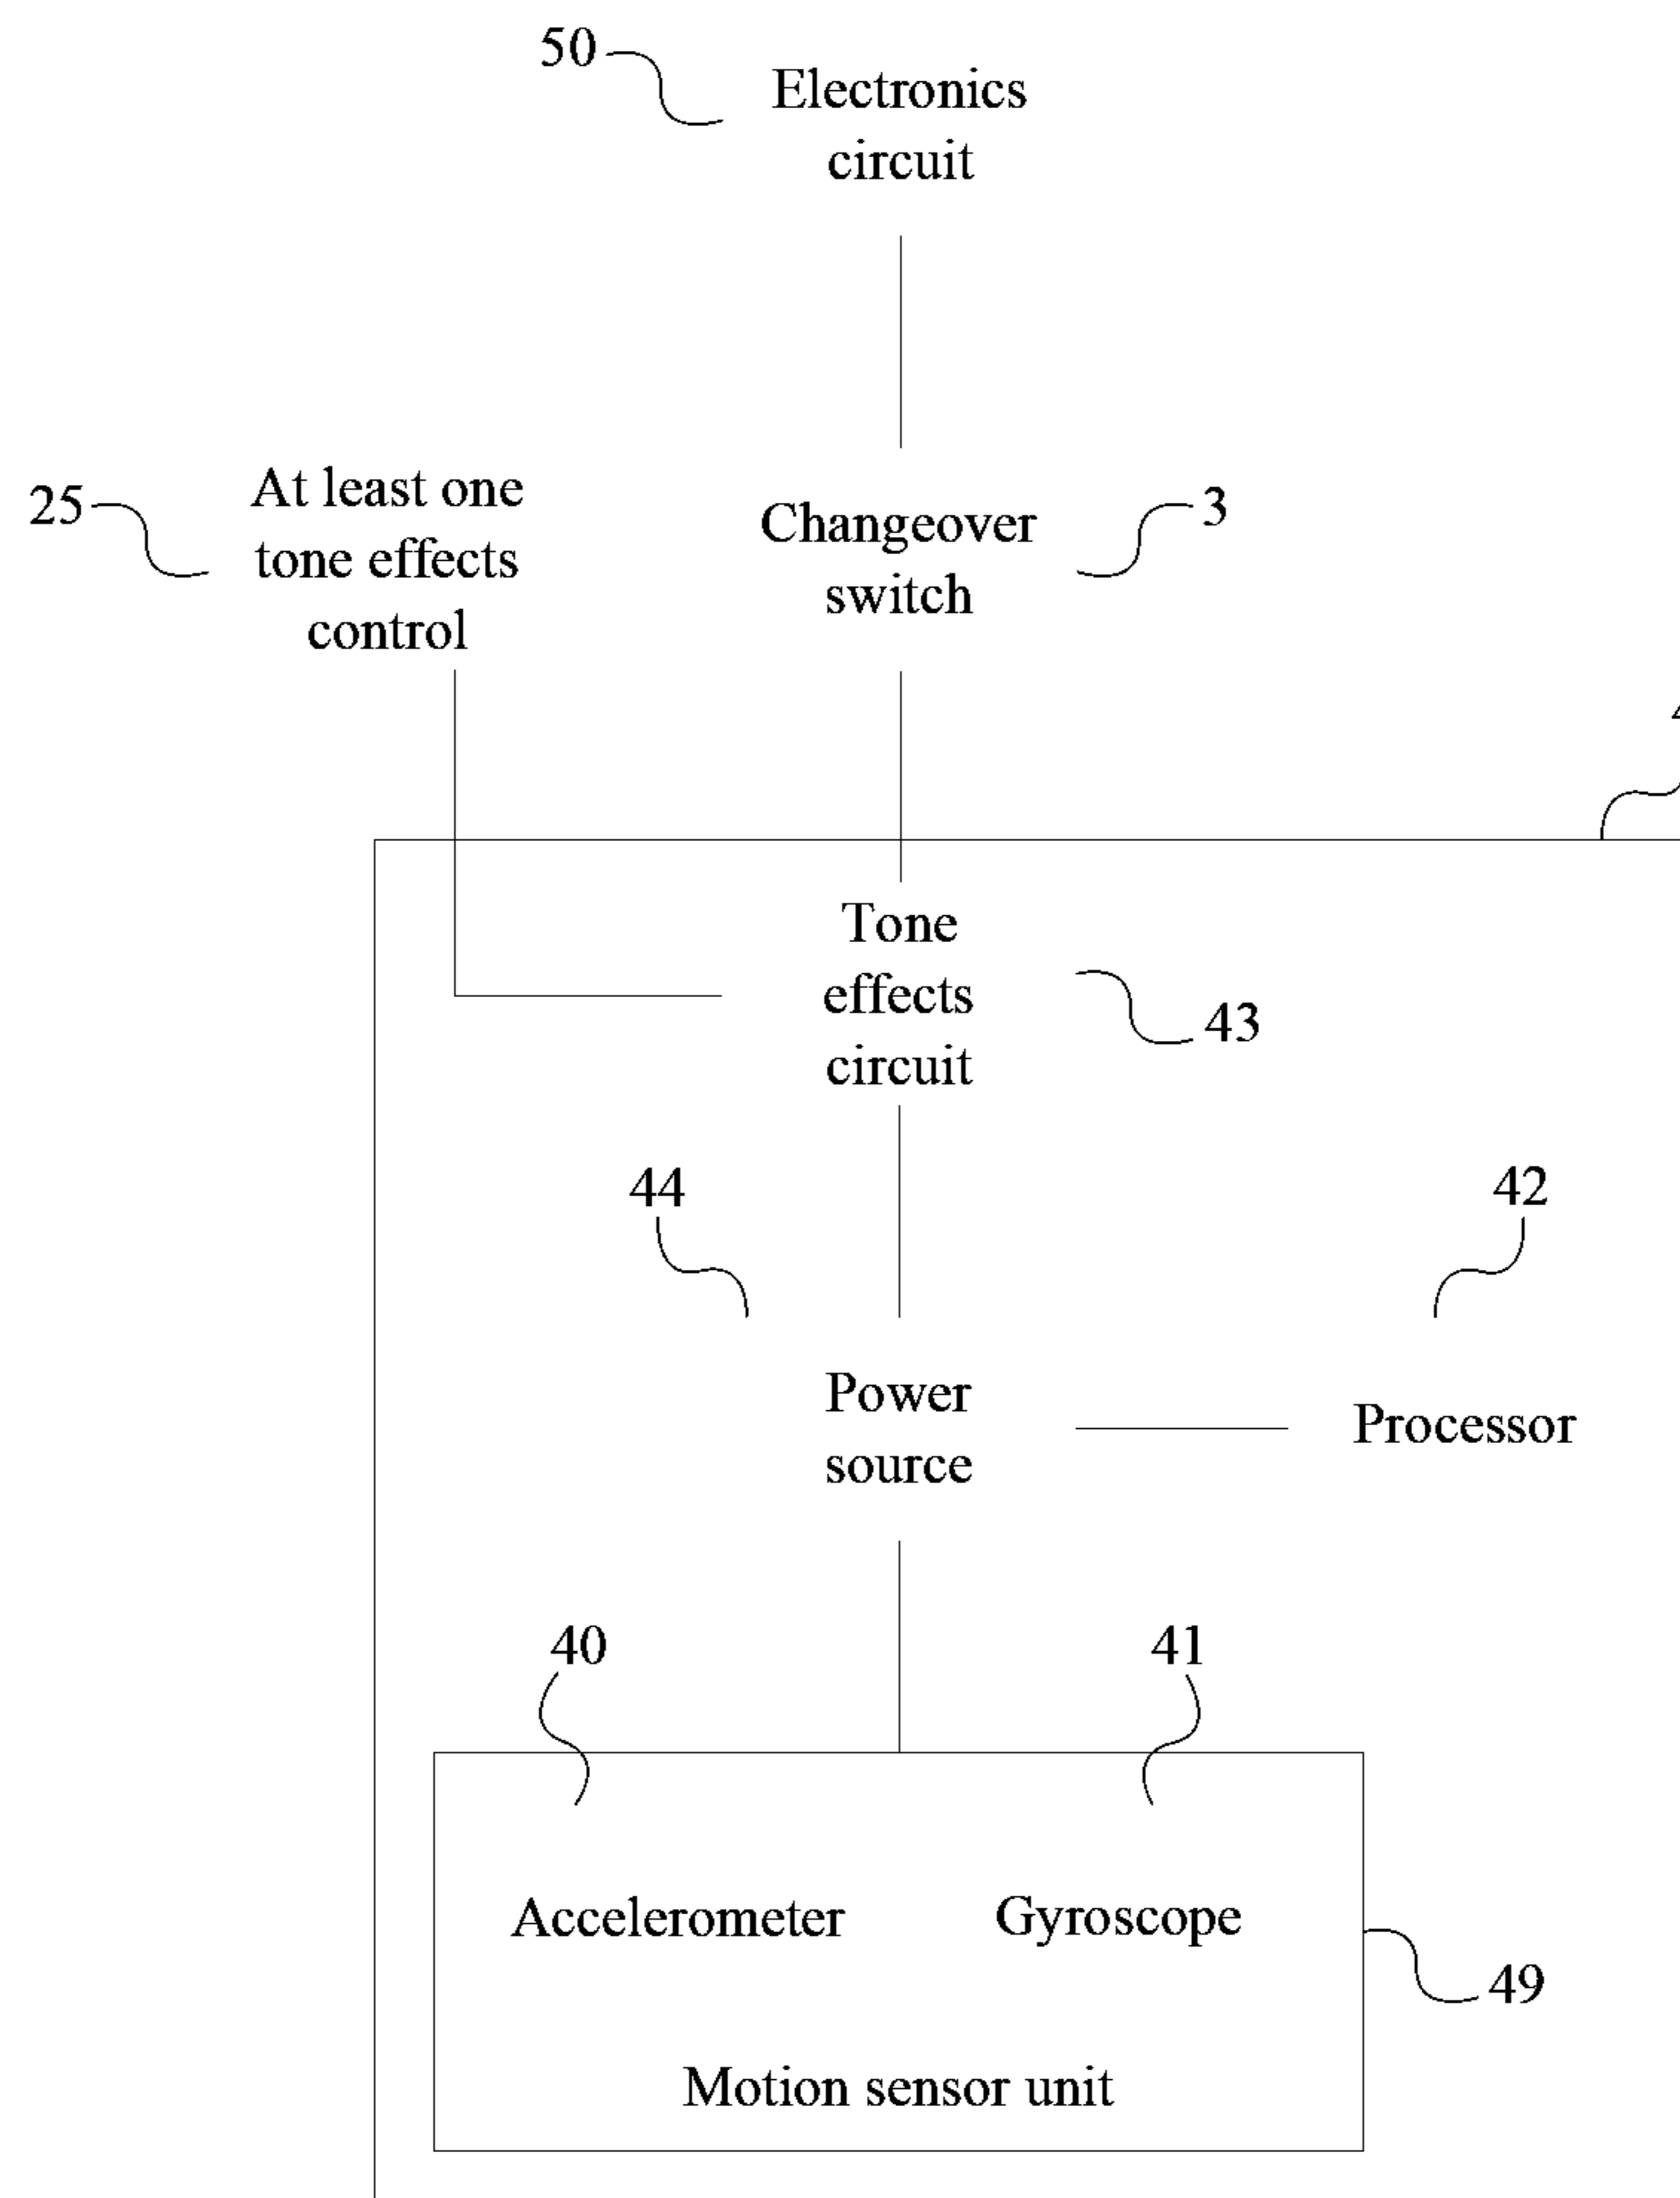 50
Electronics
circuit
25
At least one
tone effects
control
Changeover
switch
3
Tone
effects
circuit
43
44
42
Power
source
Processor
40
41
Accelerometer
Gyroscope
49
Motion sensor unit